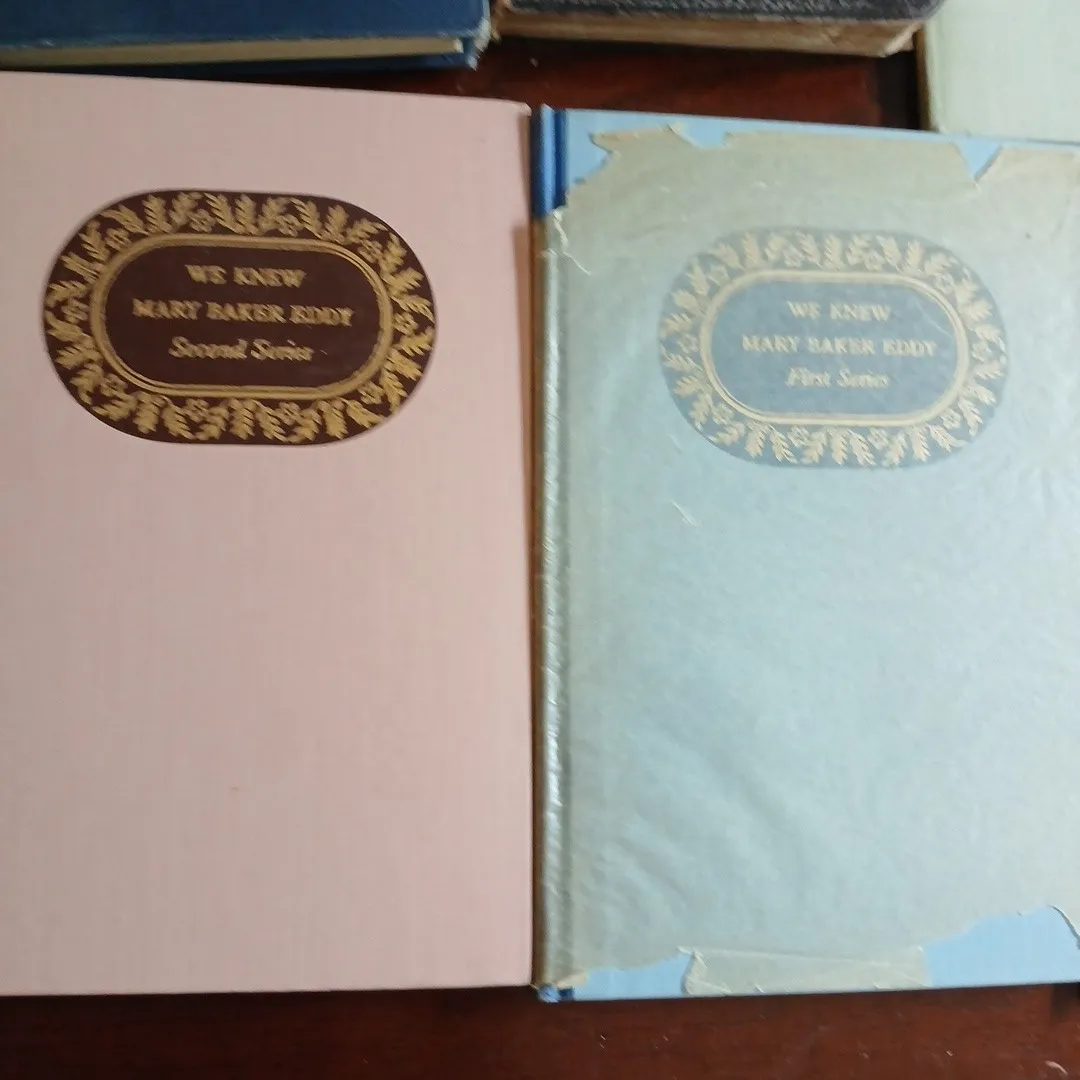 WE KNEW
MARY BAKER EDDY
Second Series
WE KNEW
MARY BAKER EDDY
First Series